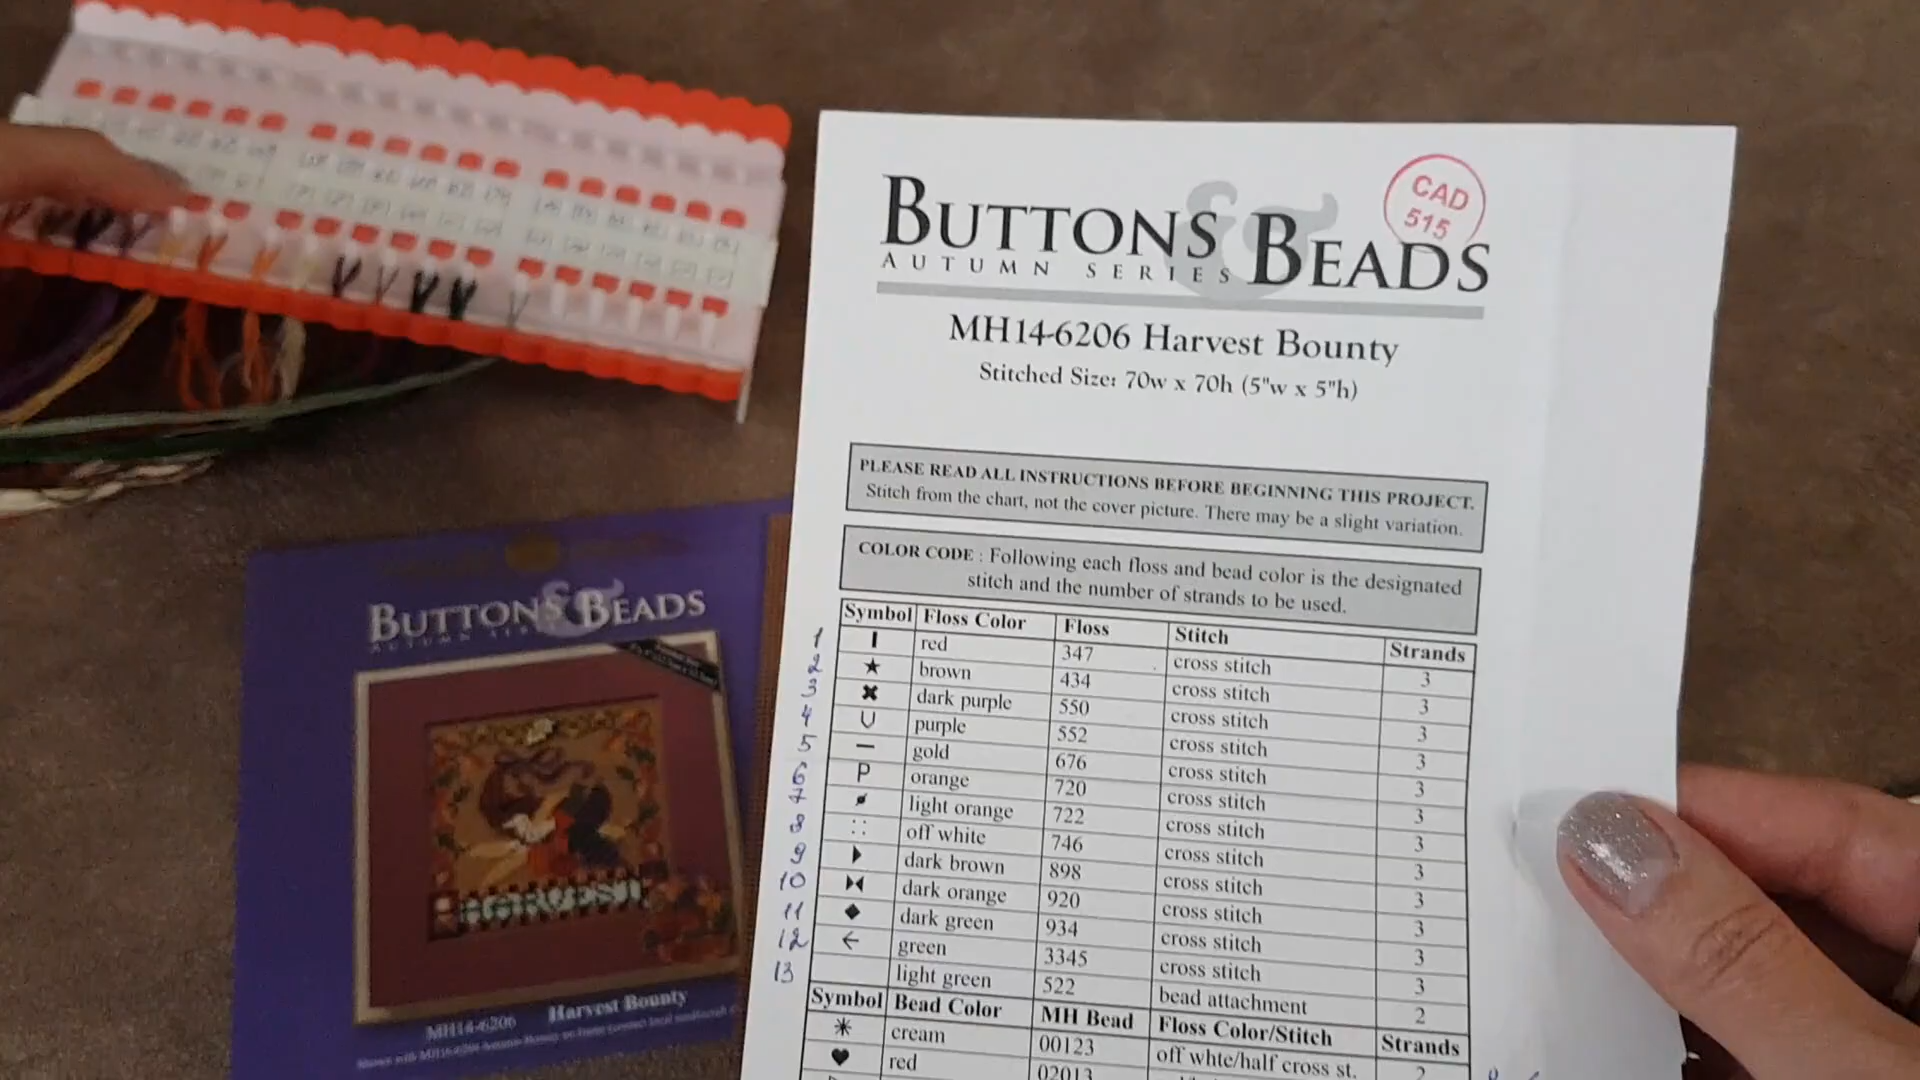 CAD
515
BUTTONS & BEADS
AUTUMN SERIES
MH14-6206 Harvest Bounty
Stitched Size: 70w x 70h (5"w x 5"h)
PLEASE READ ALL INSTRUCTIONS BEFORE BEGINNING THIS PROJECT.
Stitch from the chart, not the cover picture. There may be a slight variation.
COLOR CODE : Following each floss and bead color is the designated
stitch and the number of strands to be used.
Symbol Floss Color Floss Stitch Strands
1 red 347 cross stitch 3
2 ★ brown 434 cross stitch 3
3 ✖ dark purple 550 cross stitch 3
4 U purple 552 cross stitch 3
5 — gold 676 cross stitch 3
6 P orange 720 cross stitch 3
7 light orange 722 cross stitch 3
8 :: off white 746 cross stitch 3
9 dark brown 898 cross stitch 3
10 dark orange 920 cross stitch 3
11 ◆ dark green 934 cross stitch 3
12 ← green 3345 cross stitch 3
13 light green 522 bead attachment 2
Symbol Bead Color MH Bead Floss Color/Stitch Strands
cream 00123 off whte/half cross st. 2
♥ red 02013
BUTTONS & BEADS
AUTUMN SERIES
HARVEST
MH14-6206 Harvest Bounty